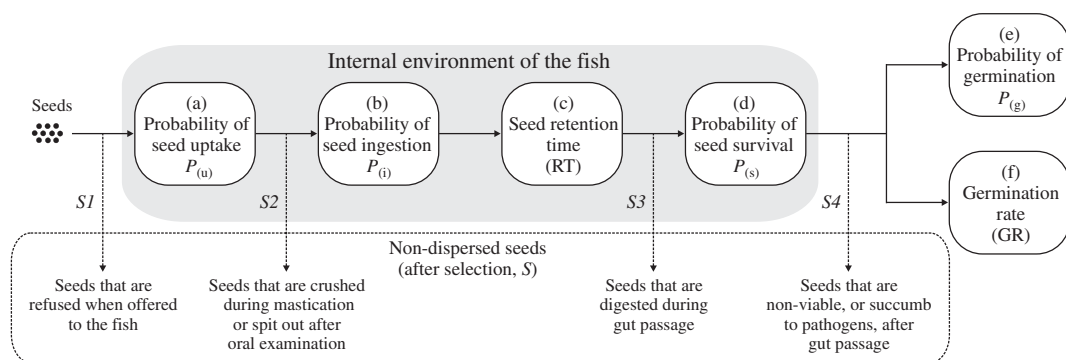 Internal environment of the fish
Seeds
(a)
Probability of
seed uptake
P(u)
(b)
Probability of
seed ingestion
P(i)
(c)
Seed retention
time
(RT)
(d)
Probability of
seed survival
P(s)
(e)
Probability of
germination
P(g)
(f)
Germination
rate
(GR)
S1
S2
S3
S4
Non-dispersed seeds
(after selection, S)
Seeds that are
refused when offered
to the fish
Seeds that are crushed
during mastication
or spit out after
oral examination
Seeds that are
digested during
gut passage
Seeds that are
non-viable, or succumb
to pathogens, after
gut passage